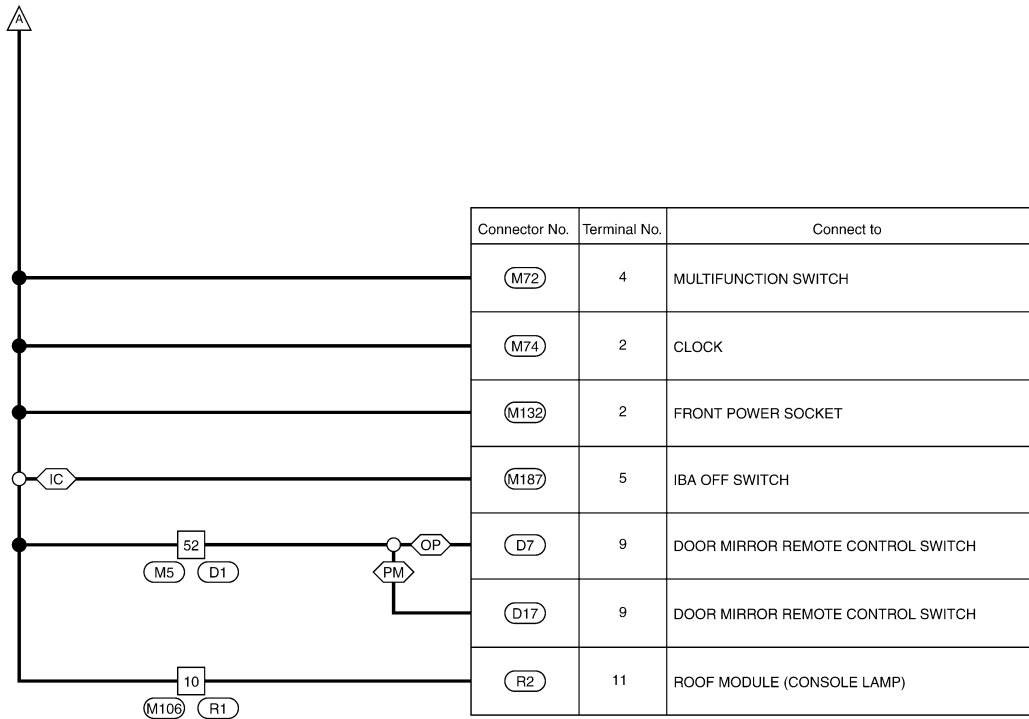 A
Connector No. Terminal No. Connect to
M72 4 MULTIFUNCTION SWITCH
M74 2 CLOCK
M132 2 FRONT POWER SOCKET
IC M187 5 IBA OFF SWITCH
52 OP D7 9 DOOR MIRROR REMOTE CONTROL SWITCH
M5 D1 PM
D17 9 DOOR MIRROR REMOTE CONTROL SWITCH
10 R2 11 ROOF MODULE (CONSOLE LAMP)
M106 R1